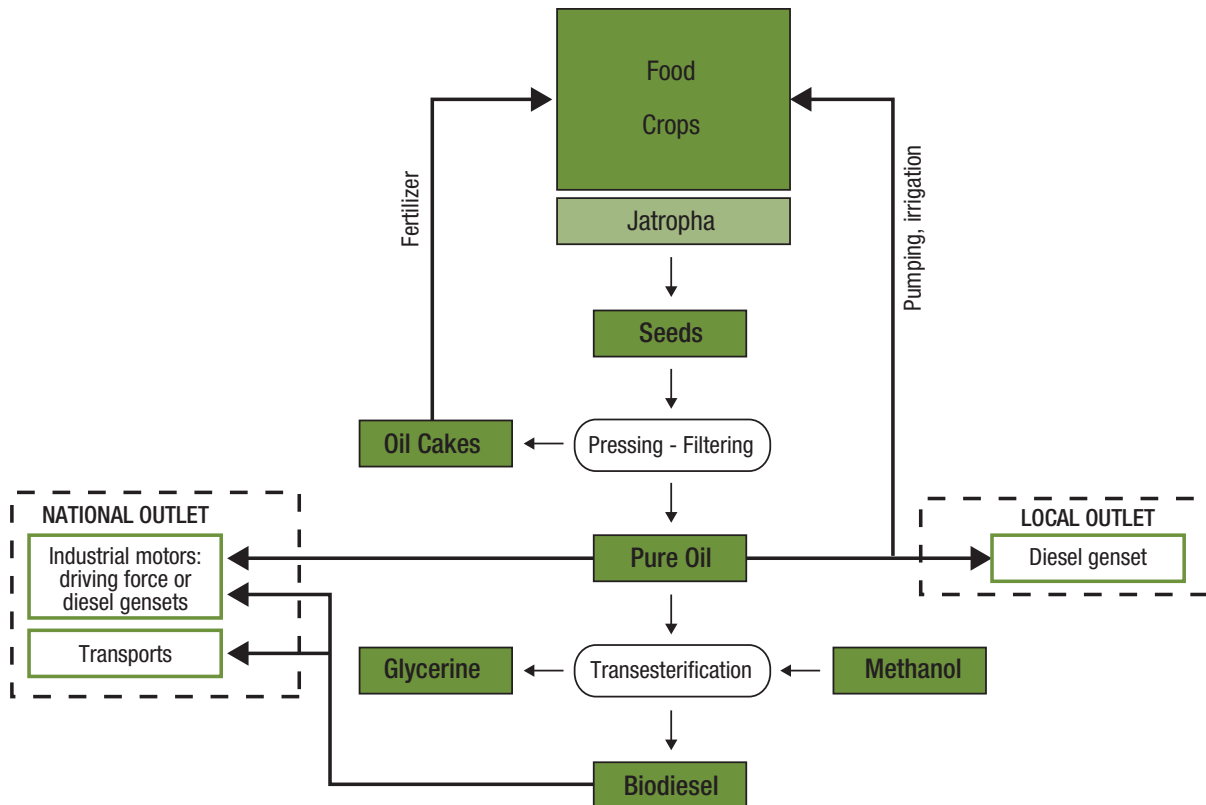 Food
Crops
Jatropha
Fertilizer
Pumping, irrigation
Seeds
Oil Cakes
Pressing - Filtering
NATIONAL OUTLET
Industrial motors:
driving force or
diesel gensets
Transports
Pure Oil
LOCAL OUTLET
Diesel genset
Glycerine
Transesterification
Methanol
Biodiesel